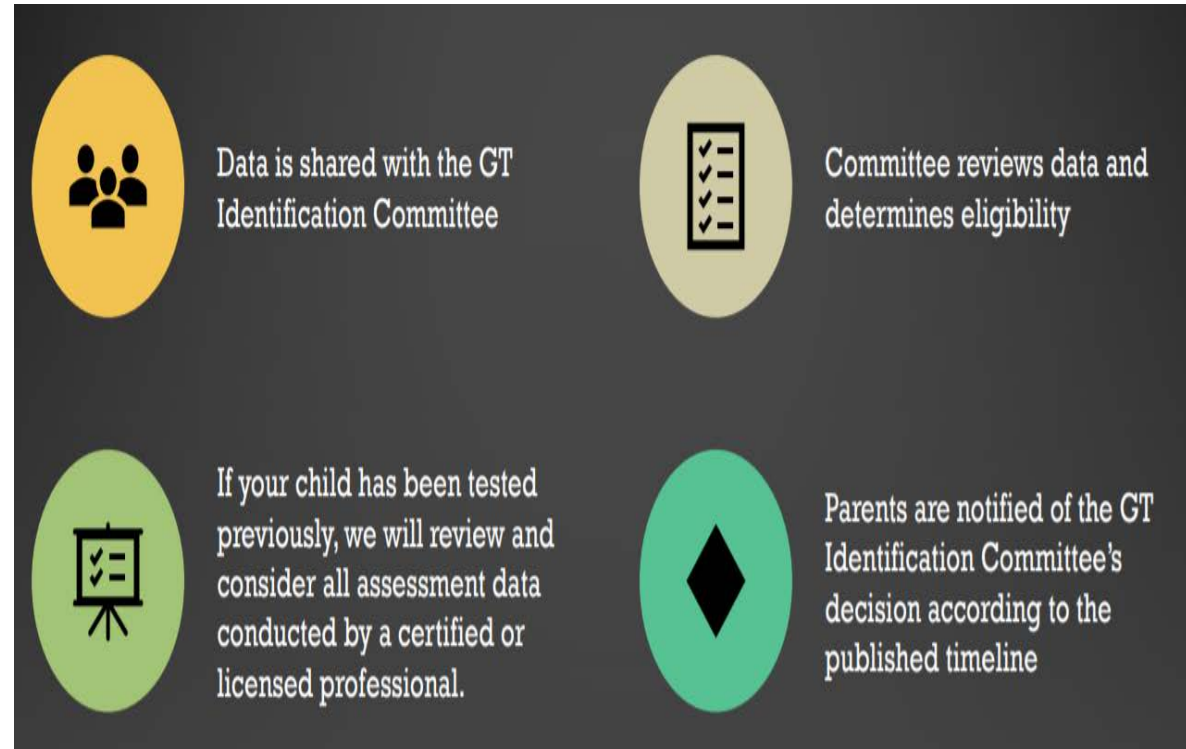 Data is shared with the GT
Identification Committee
Committee reviews data and
determines eligibility
If your child has been tested
previously, we will review and
consider all assessment data
conducted by a certified or
licensed professional.
Parents are notified of the GT
Identification Committee’s
decision according to the
published timeline